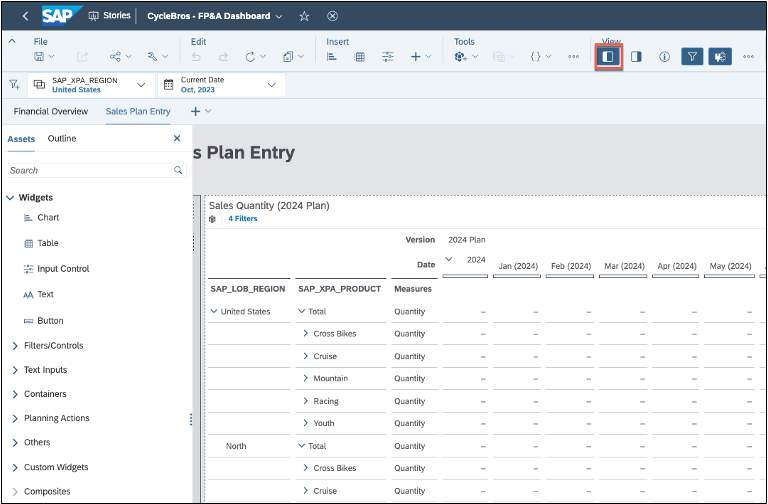 SAP Stories CycleBros - FP&A Dashboard
File Edit Insert Tools View
SAP_XPA_REGION
United States
Current Date
Oct, 2023
Financial Overview Sales Plan Entry
Assets Outline
s Plan Entry
Search
Widgets
Chart
Table
Input Control
Text
Button
Filters/Controls
Text Inputs
Containers
Planning Actions
Others
Custom Widgets
Composites
Sales Quantity (2024 Plan)
4 Filters
Version 2024 Plan
Date 2024 Jan (2024) Feb (2024) Mar (2024) Apr (2024) May (2024)
SAP_LOB_REGION SAP_XPA_PRODUCT Measures
United States Total Quantity – – – – – –
Cross Bikes Quantity – – – – – –
Cruise Quantity – – – – – –
Mountain Quantity – – – – – –
Racing Quantity – – – – – –
Youth Quantity – – – – – –
North Total Quantity – – – – – –
Cross Bikes Quantity – – – – – –
Cruise Quantity – – – – – –